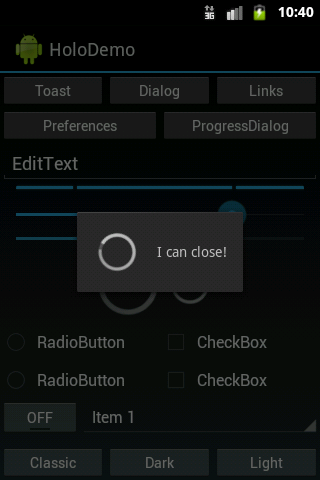 3G 10:40
HoloDemo
Toast Dialog Links
Preferences ProgressDialog
EditText
I can close!
RadioButton CheckBox
RadioButton CheckBox
OFF Item 1
Classic Dark Light